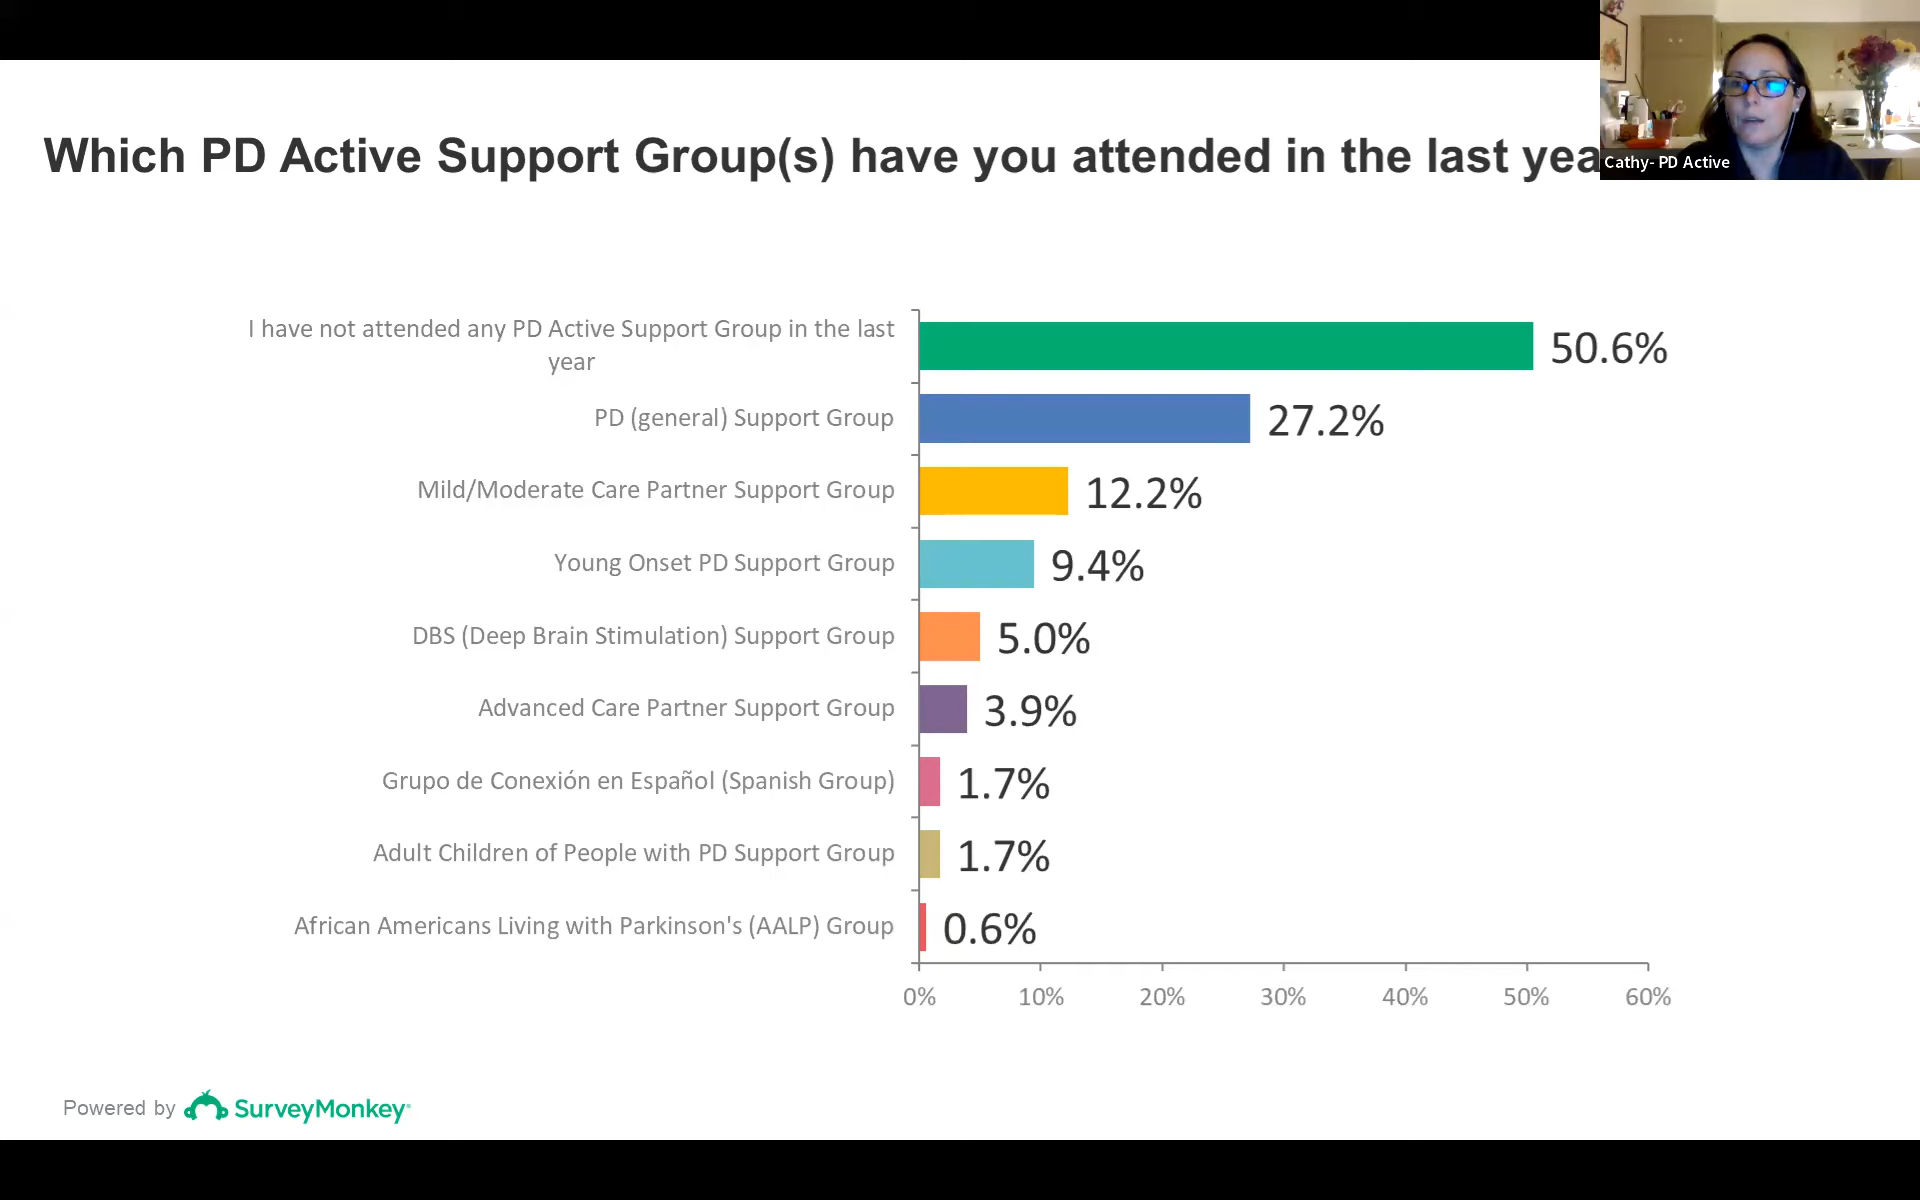 Which PD Active Support Group(s) have you attended in the last yea
Cathy- PD Active
I have not attended any PD Active Support Group in the last
year
50.6%
PD (general) Support Group
27.2%
Mild/Moderate Care Partner Support Group
12.2%
Young Onset PD Support Group
9.4%
DBS (Deep Brain Stimulation) Support Group
5.0%
Advanced Care Partner Support Group
3.9%
Grupo de Conexión en Español (Spanish Group)
1.7%
Adult Children of People with PD Support Group
1.7%
African Americans Living with Parkinson's (AALP) Group
0.6%
0% 10% 20% 30% 40% 50% 60%
Powered by SurveyMonkey